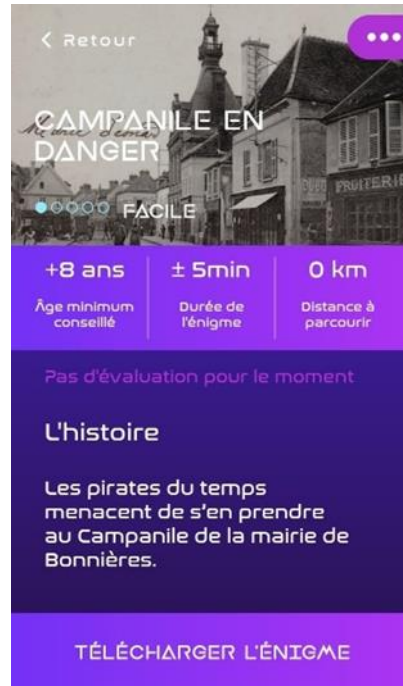 < Retour
CAMPANILE EN
DANGER
FACILE
FRUITERIE
+8 ans
± 5min
0 km
Âge minimum
conseillé
Durée de
l'énigme
Distance à
parcourir
Pas d'évaluation pour le moment
L'histoire
Les pirates du temps
menacent de s'en prendre
au Campanile de la mairie de
Bonnières.
TÉLÉCHARGER L'ÉNIGME